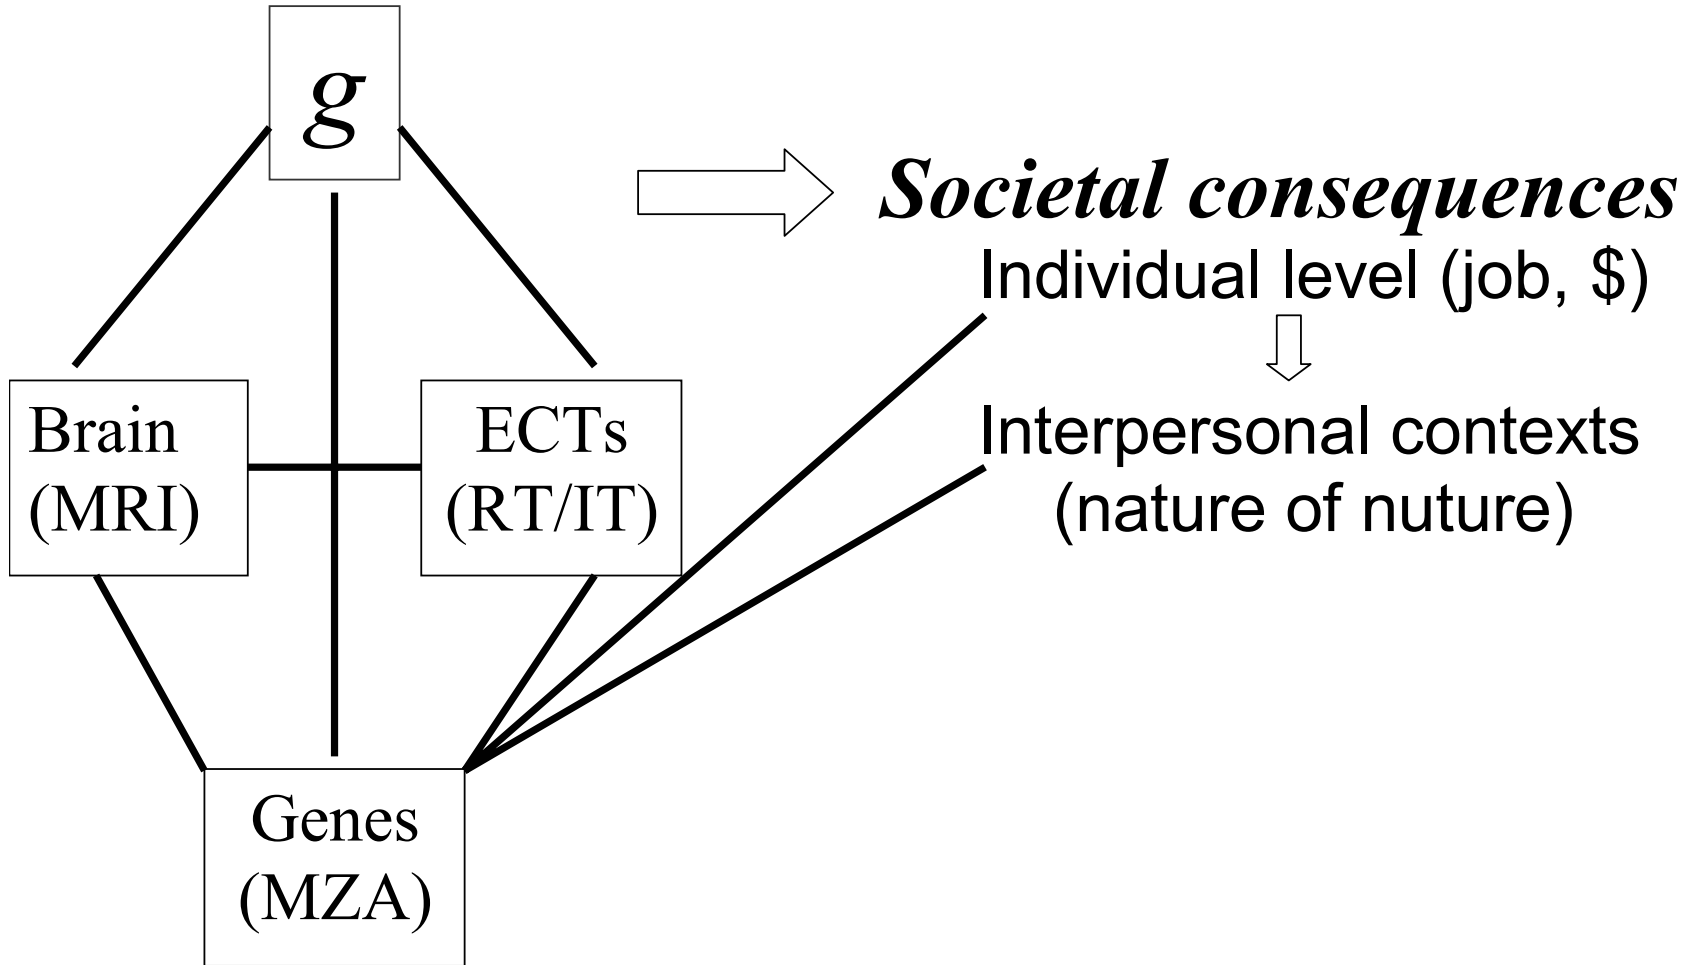 g
Societal consequences
Individual level (job, $)
Brain
(MRI)
ECTs
(RT/IT)
Interpersonal contexts
(nature of nuture)
Genes
(MZA)